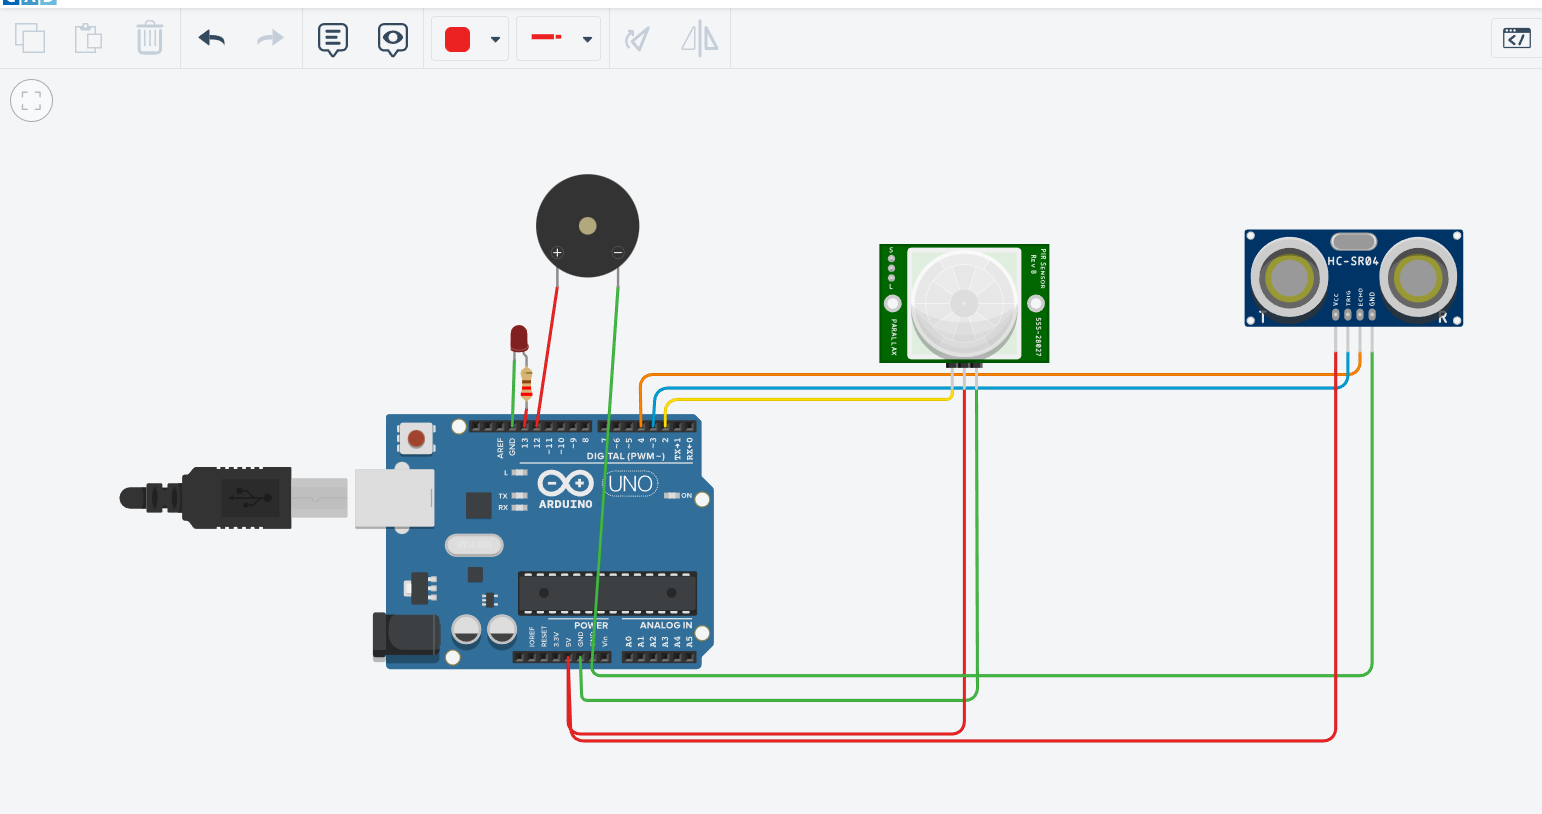 +
−
S
L
PARALLAX
PIR SENSOR
Rev B
555-28027
HC-SR04
VCC
TRIG
ECHO
GND
T
R
AREF
GND
13
12
~11
~10
~9
8
7
~6
~5
4
~3
2
TX→1
RX←0
DIGITAL (PWM~)
L
TX
RX
ARDUINO
UNO
ON
POWER
ANALOG IN
IOREF
RESET
3.3V
5V
GND
GND
Vin
A0
A1
A2
A3
A4
A5